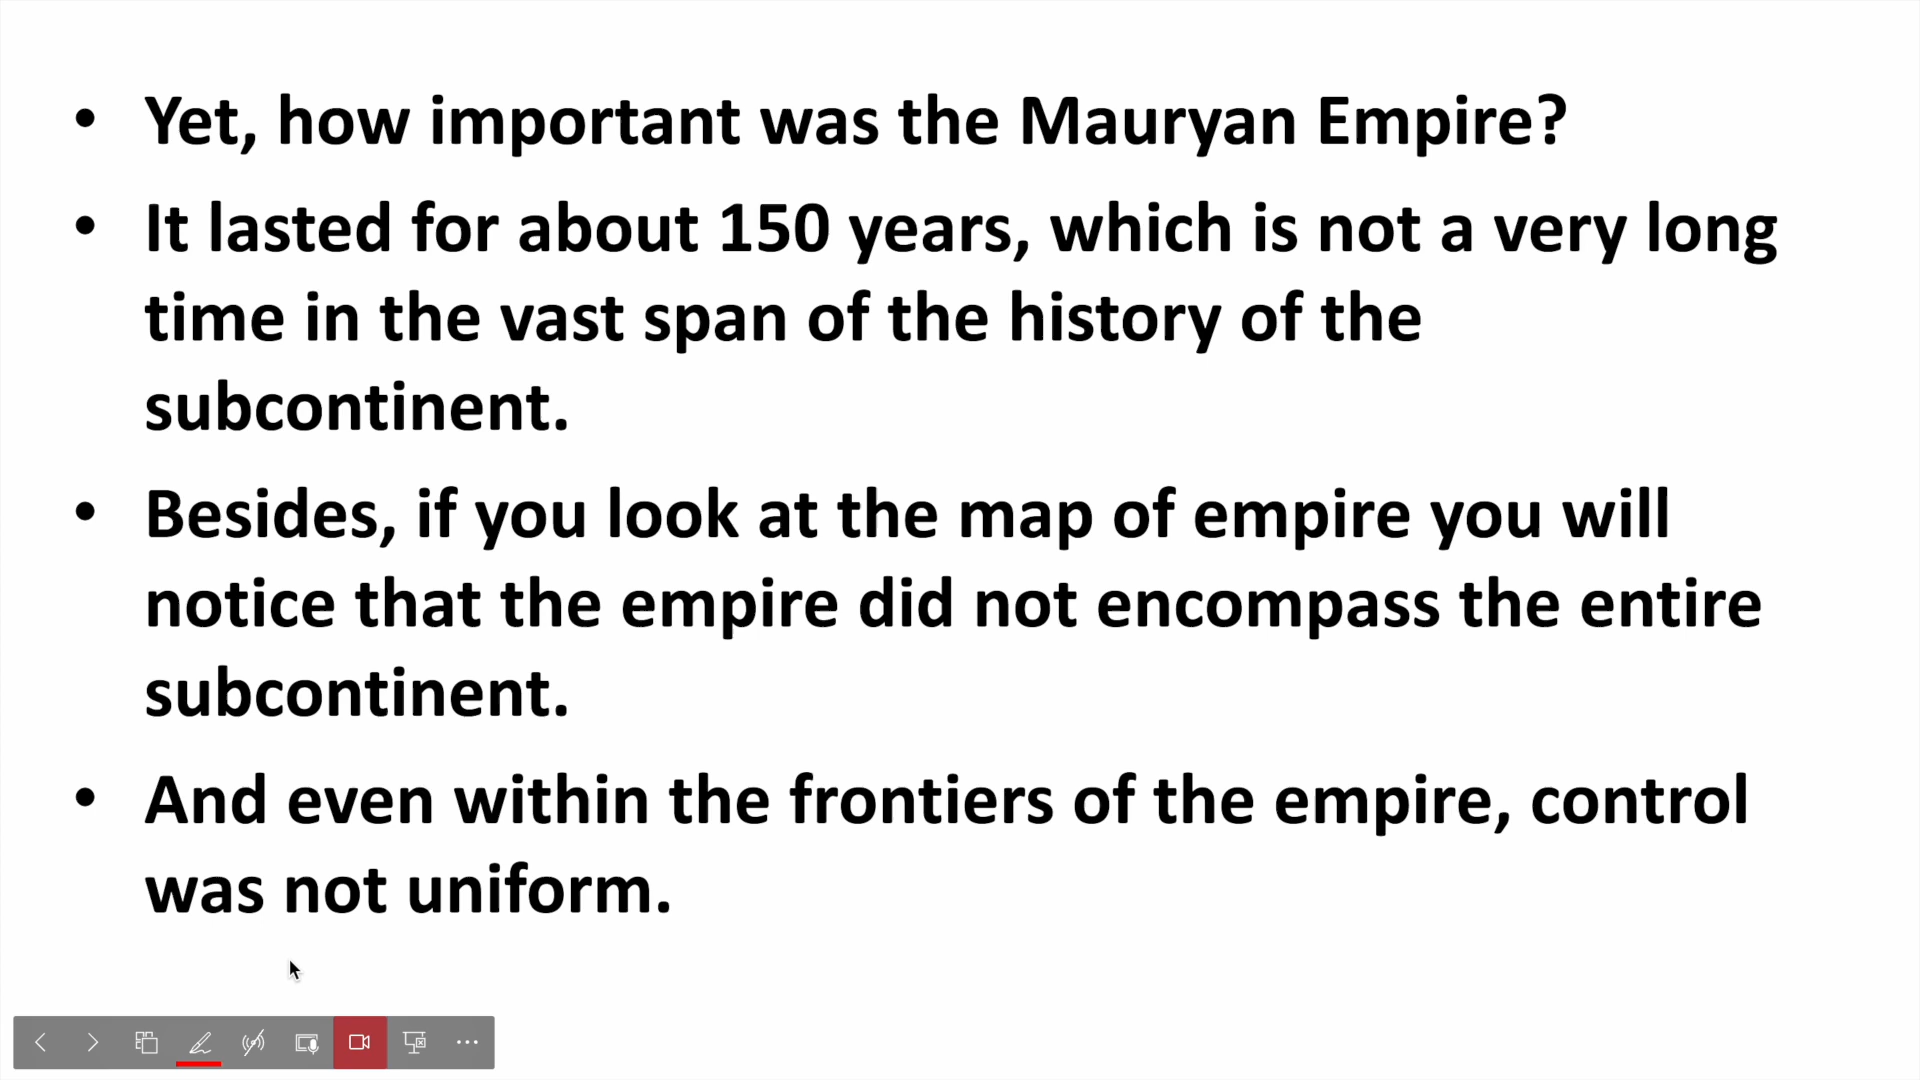 • Yet, how important was the Mauryan Empire?
• It lasted for about 150 years, which is not a very long
time in the vast span of the history of the
subcontinent.
• Besides, if you look at the map of empire you will
notice that the empire did not encompass the entire
subcontinent.
• And even within the frontiers of the empire, control
was not uniform.